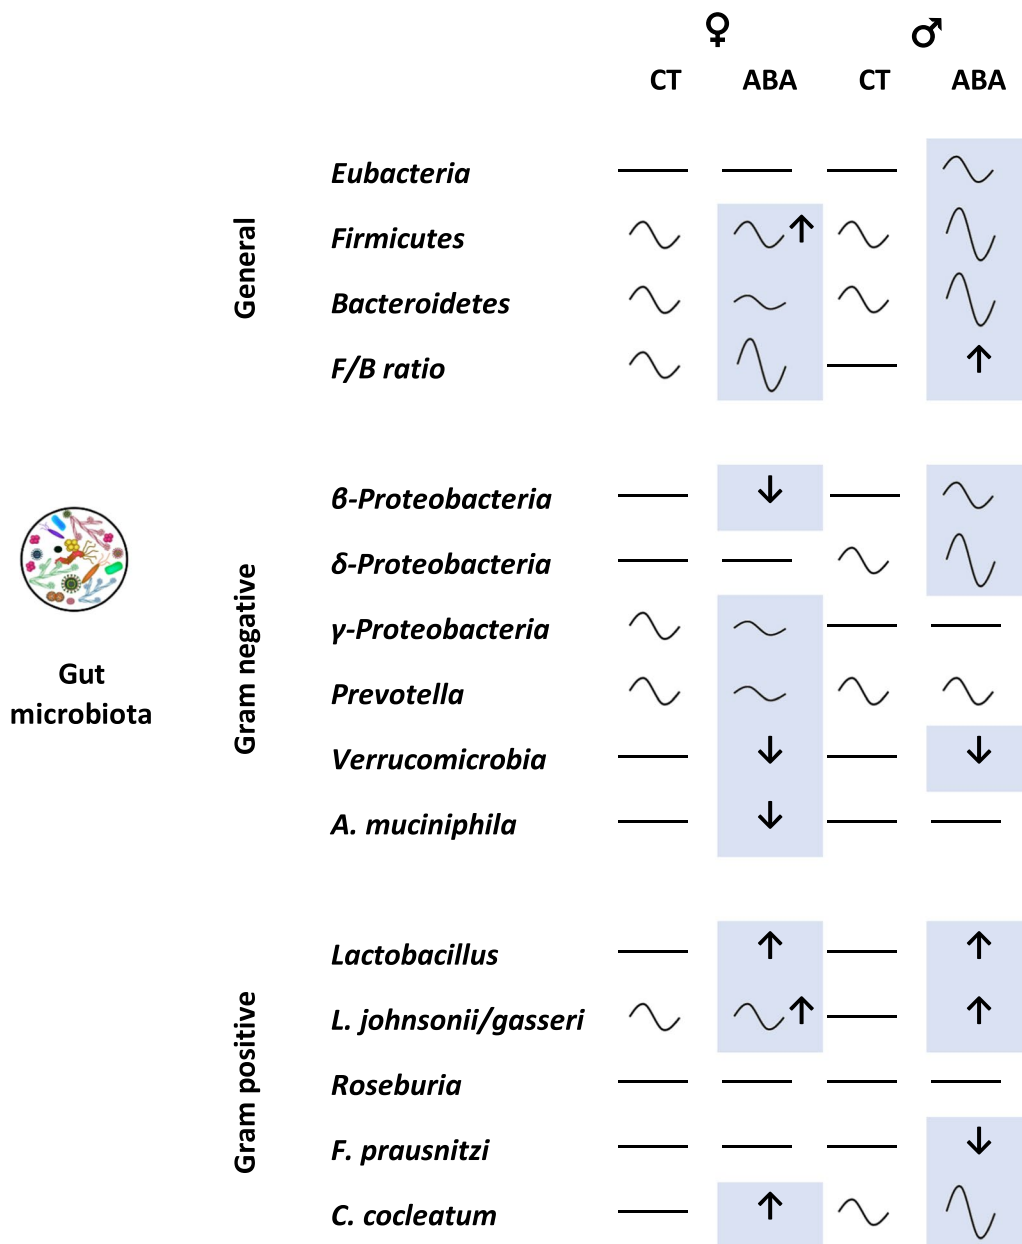 ♀ ♂
CT ABA CT ABA
General
Eubacteria
Firmicutes ↑
Bacteroidetes
F/B ratio ↑
Gut
microbiota
Gram negative
β-Proteobacteria ↓
δ-Proteobacteria
γ-Proteobacteria
Prevotella
Verrucomicrobia ↓ ↓
A. muciniphila ↓
Gram positive
Lactobacillus ↑ ↑
L. johnsonii/gasseri ↑ ↑
Roseburia
F. prausnitzi ↓
C. cocleatum ↑